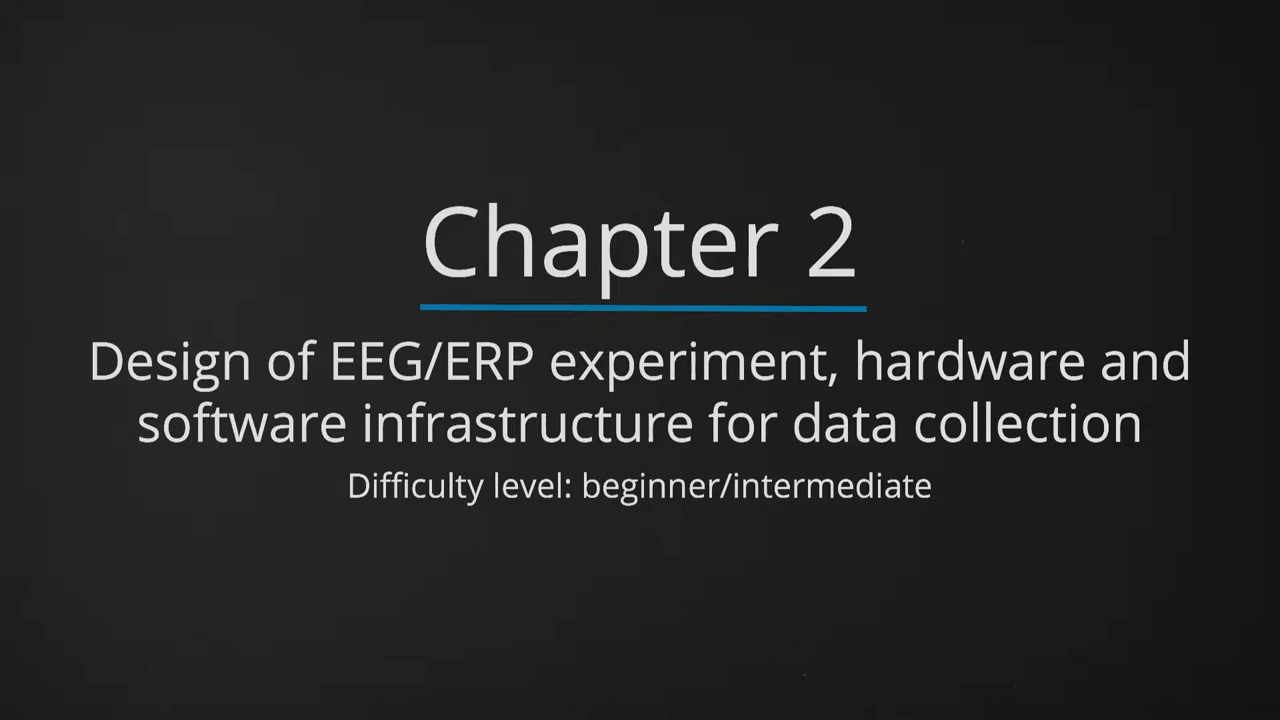 Chapter 2
Design of EEG/ERP experiment, hardware and
software infrastructure for data collection
Difficulty level: beginner/intermediate